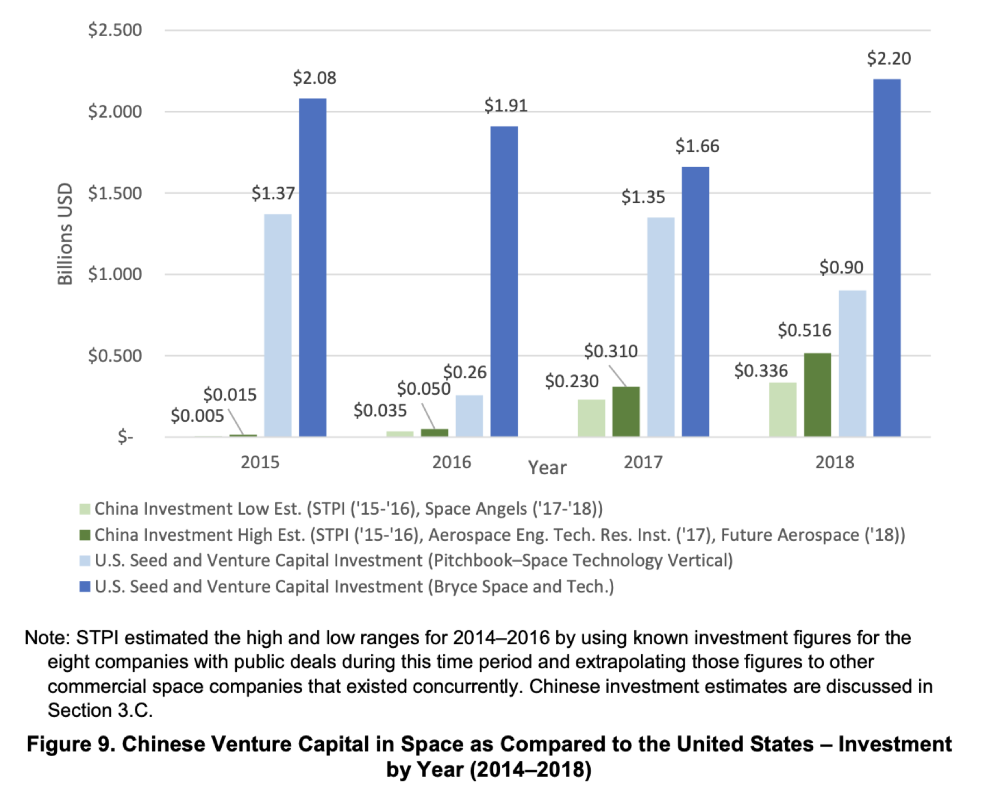 $2.500
$2.000
$1.500
$1.000
$0.500
$-
Billions USD
$0.005
$0.015
$1.37
$2.08
$0.035
$0.050
$0.26
$1.91
$0.230
$0.310
$1.35
$1.66
$0.336
$0.516
$0.90
$2.20
2015
2016
2017
2018
Year
China Investment Low Est. (STPI ('15-'16), Space Angels ('17-'18))
China Investment High Est. (STPI ('15-'16), Aerospace Eng. Tech. Res. Inst. ('17), Future Aerospace ('18))
U.S. Seed and Venture Capital Investment (Pitchbook–Space Technology Vertical)
U.S. Seed and Venture Capital Investment (Bryce Space and Tech.)
Note: STPI estimated the high and low ranges for 2014–2016 by using known investment figures for the
eight companies with public deals during this time period and extrapolating those figures to other
commercial space companies that existed concurrently. Chinese investment estimates are discussed in
Section 3.C.
Figure 9. Chinese Venture Capital in Space as Compared to the United States – Investment
by Year (2014–2018)